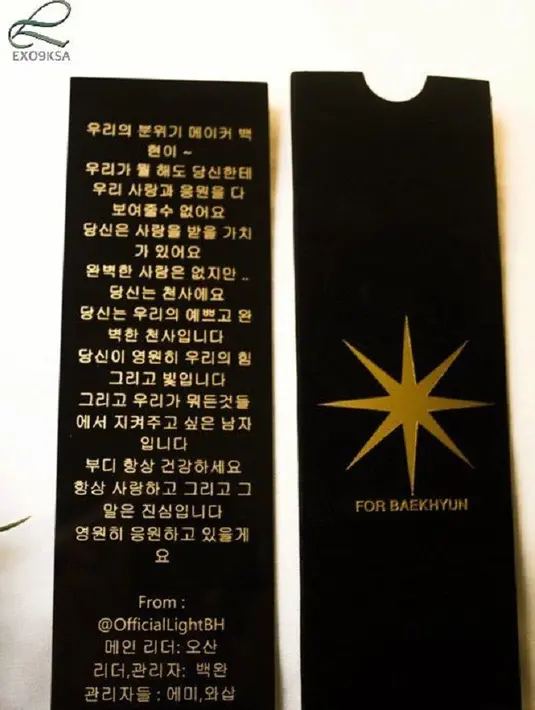 EXO9KSA
우리의 분위기 메이커 백
현이 ~
우리가 뭘 해도 당신한테
우리 사랑과 응원을 다
보여줄수 없어요
당신은 사랑을 받을 가치
가 있어요
완벽한 사람은 없지만 ..
당신는 천사에요
당신는 우리의 예쁘고 완
벽한 천사입니다
당신이 영원히 우리의 힘
그리고 빛입니다
그리고 우리가 뭐든것들
에서 지켜주고 싶은 남자
입니다
부디 항상 건강하세요
항상 사랑하고 그리고 그
말은 진심입니다
영원히 응원하고 있을게
요
From :
@OfficialLightBH
메인 리더: 오산
리더,관리자: 백완
관리자들 : 에미,와삽
FOR BAEKHYUN